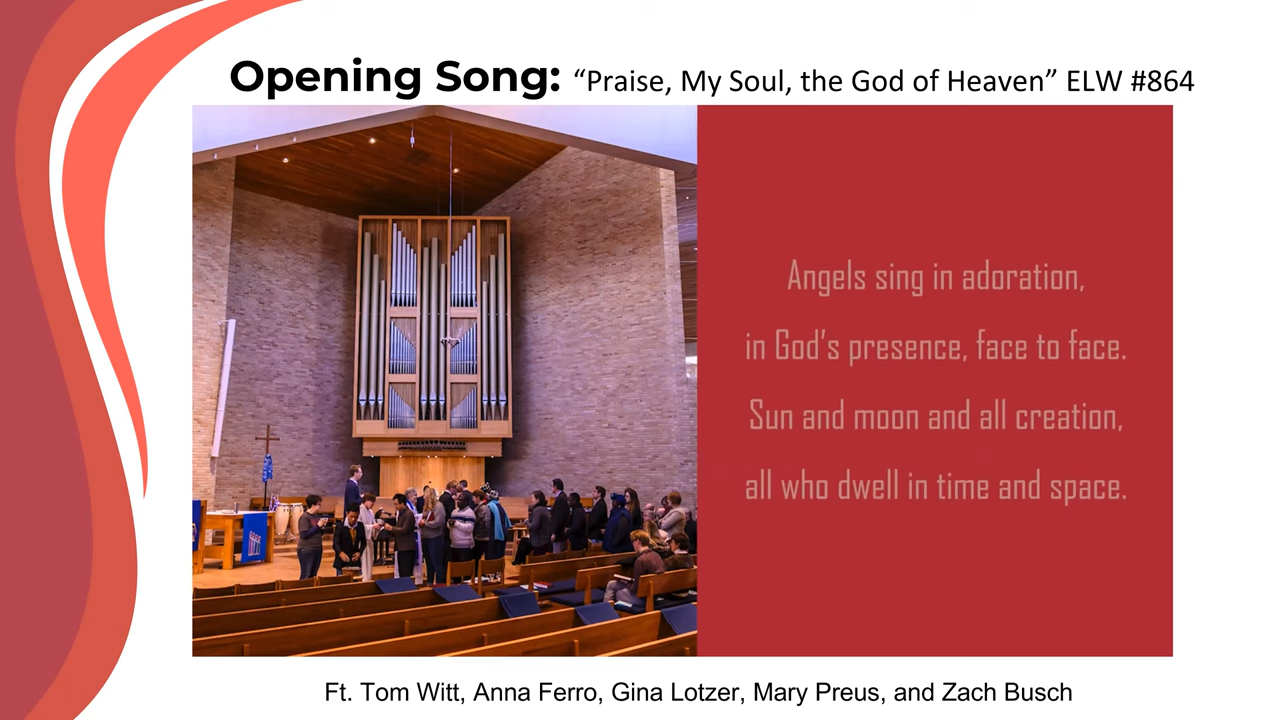 Opening Song: “Praise, My Soul, the God of Heaven” ELW #864
Angels sing in adoration,
in God’s presence, face to face.
Sun and moon and all creation,
all who dwell in time and space.
Ft. Tom Witt, Anna Ferro, Gina Lotzer, Mary Preus, and Zach Busch